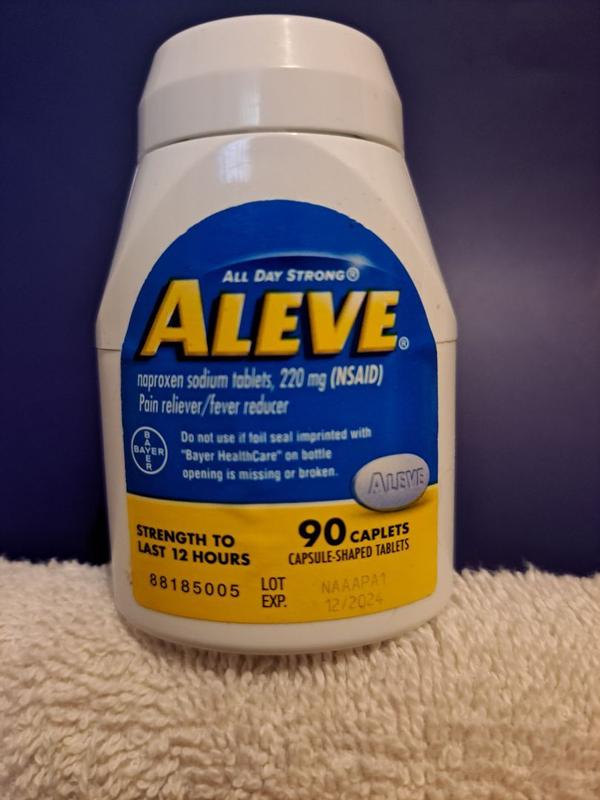 ALL DAY STRONG®
ALEVE®
naproxen sodium tablets, 220 mg (NSAID)
Pain reliever/fever reducer
BAYER
BAYER
Do not use if foil seal imprinted with
"Bayer HealthCare" on bottle
opening is missing or broken.
ALEVE
STRENGTH TO
LAST 12 HOURS
90 CAPLETS
CAPSULE-SHAPED TABLETS
88185005
LOT NAAAPA1
EXP. 12/2024